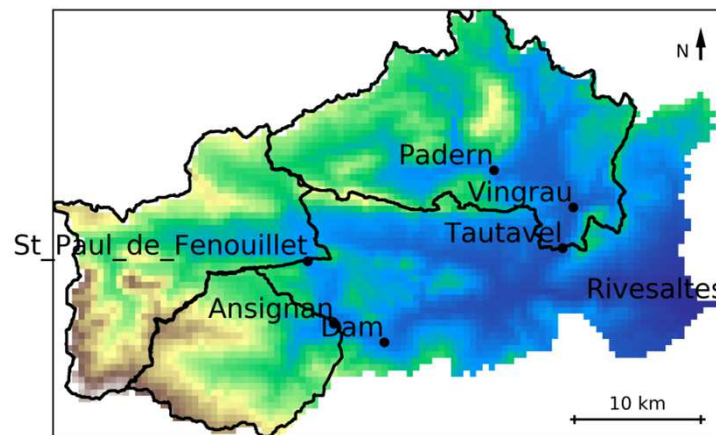 N
Padern
Vingrau
Tautavel
St_Paul_de_Fenouillet
Rivesaltes
Ansignan
Dam
10 km